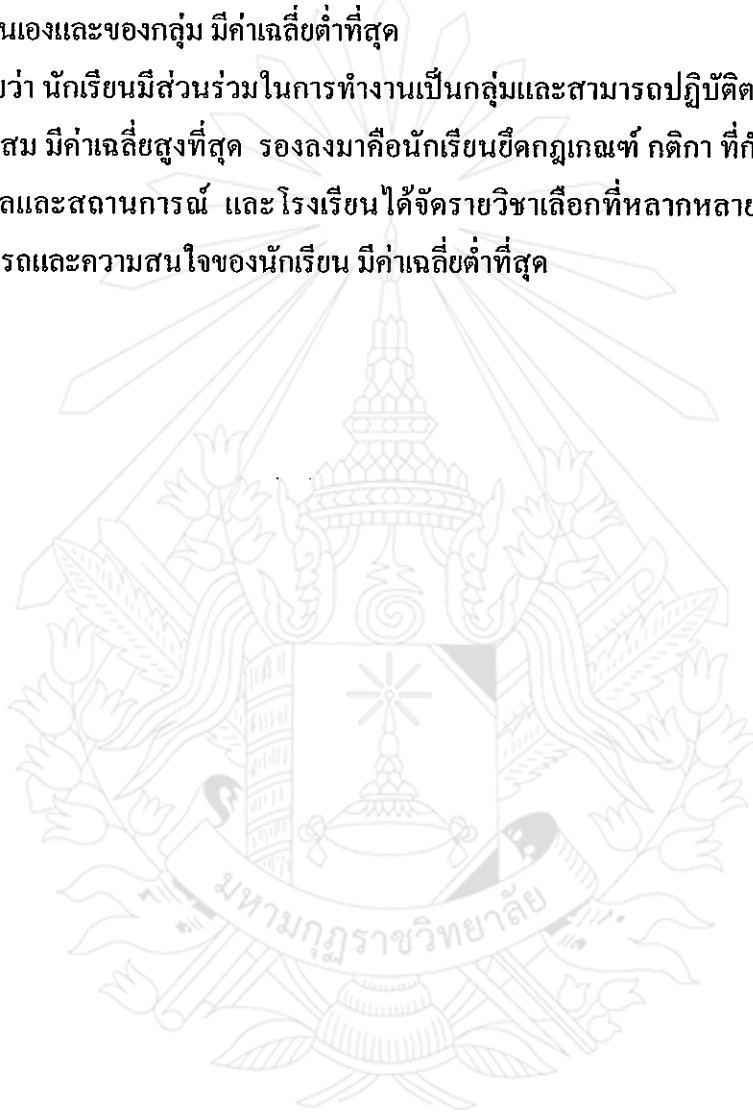 นเองและของกลุ่ม มีค่าเฉลี่ยต่ำที่สุด
ว่า นักเรียนมีส่วนร่วมในการทำงานเป็นกลุ่มและสามารถปฏิบัติต
สม มีค่าเฉลี่ยสูงที่สุด รองลงมาคือนักเรียนยึดกฎเกณฑ์ กติกา ที่กำ
ลและสถานการณ์ และโรงเรียนได้จัดรายวิชาเลือกที่หลากหลาย
รถและความสนใจของนักเรียน มีค่าเฉลี่ยต่ำที่สุด
มหามกุฏราชวิทยาลัย